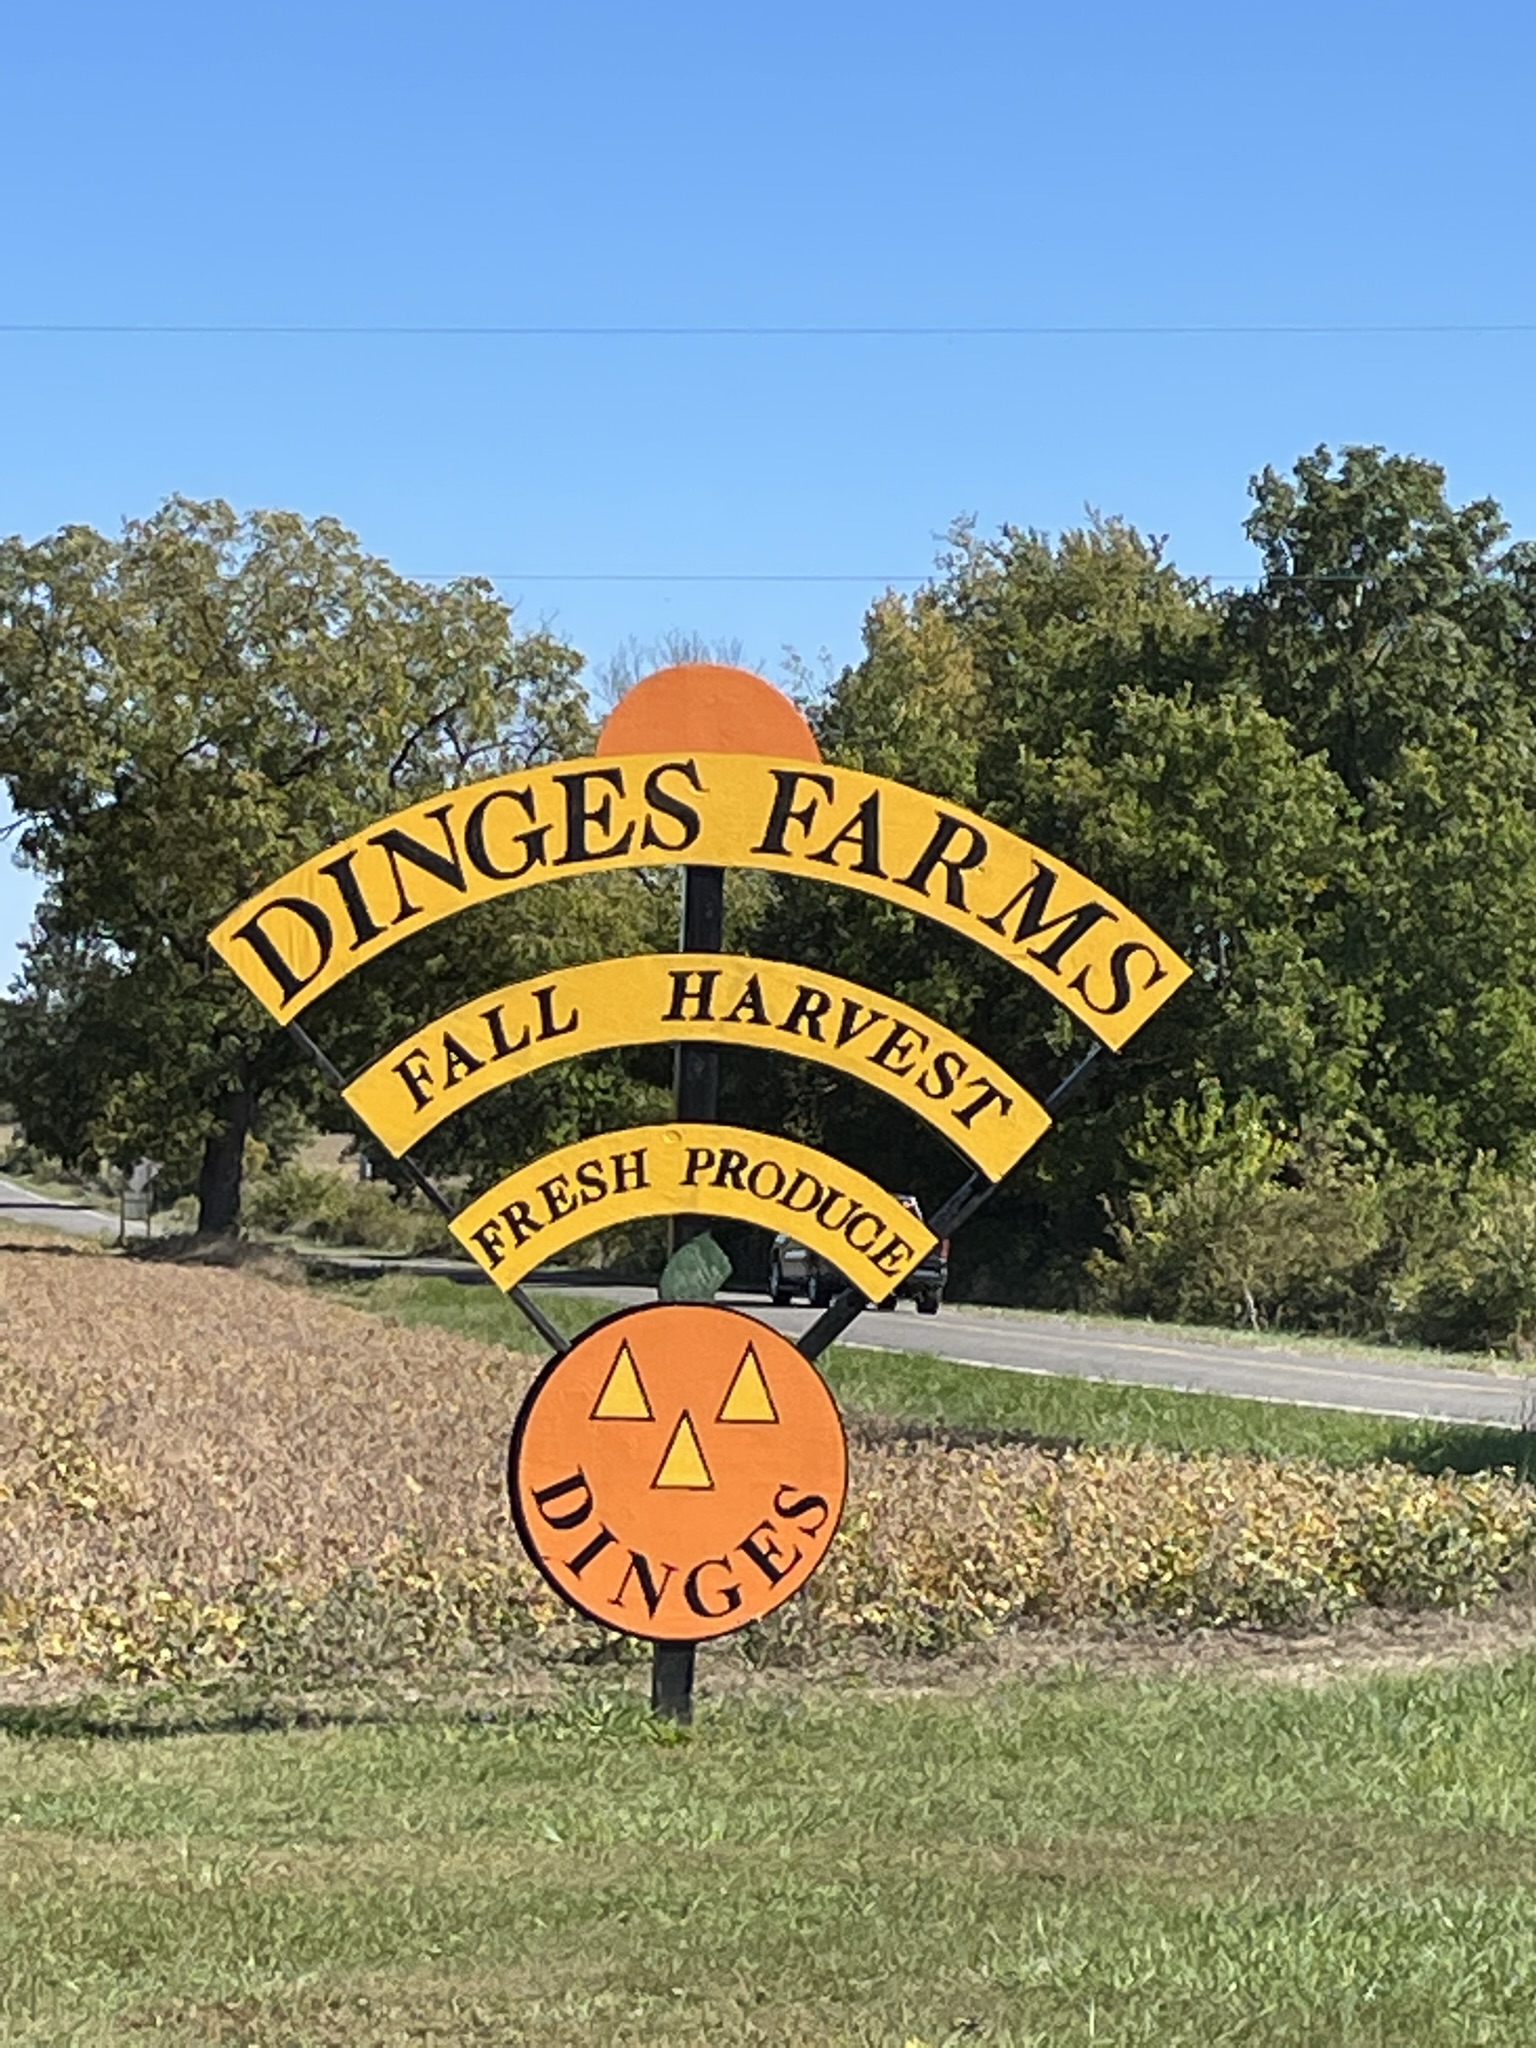 DINGES FARMS
FALL HARVEST
FRESH PRODUCE
DINGES